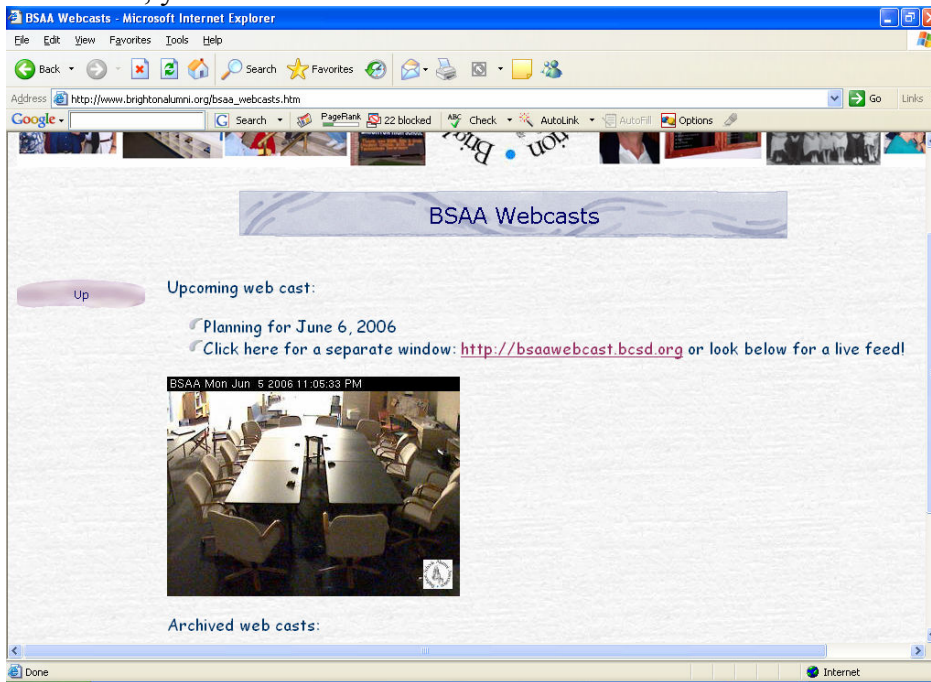 BSAA Webcasts - Microsoft Internet Explorer
File Edit View Favorites Tools Help
Back Search Favorites
Address http://www.brightonalumni.org/bsaa_webcasts.htm Go Links
Google Search PageRank 22 blocked ABC Check AutoLink AutoFill Options
BSAA Webcasts
Up
Upcoming web cast:
Planning for June 6, 2006
Click here for a separate window: http://bsaawebcast.bcsd.org or look below for a live feed!
BSAA Mon Jun 5 2006 11:05:33 PM
Archived web casts:
Done Internet